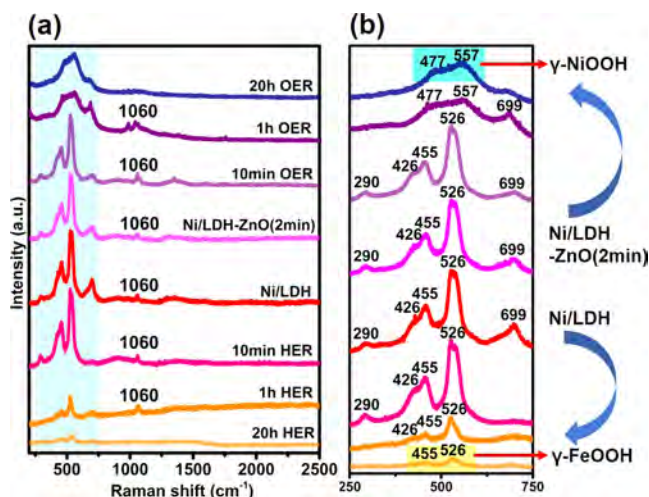 (a)
20h OER
1060
1h OER
1060
10min OER
1060
Ni/LDH-ZnO(2min)
1060
Ni/LDH
10min HER
1060
1h HER
20h HER
Intensity (a.u.)
500 1000 1500 2000 2500
Raman shift (cm⁻¹)
(b)
477 557
γ-NiOOH
477 557
699
526
455
426
290
699
526
455
426
290
699
526
455
426
290
699
526
455
426
290
526
426 455
455 526
γ-FeOOH
250 500 750
Ni/LDH
-ZnO(2min)
Ni/LDH